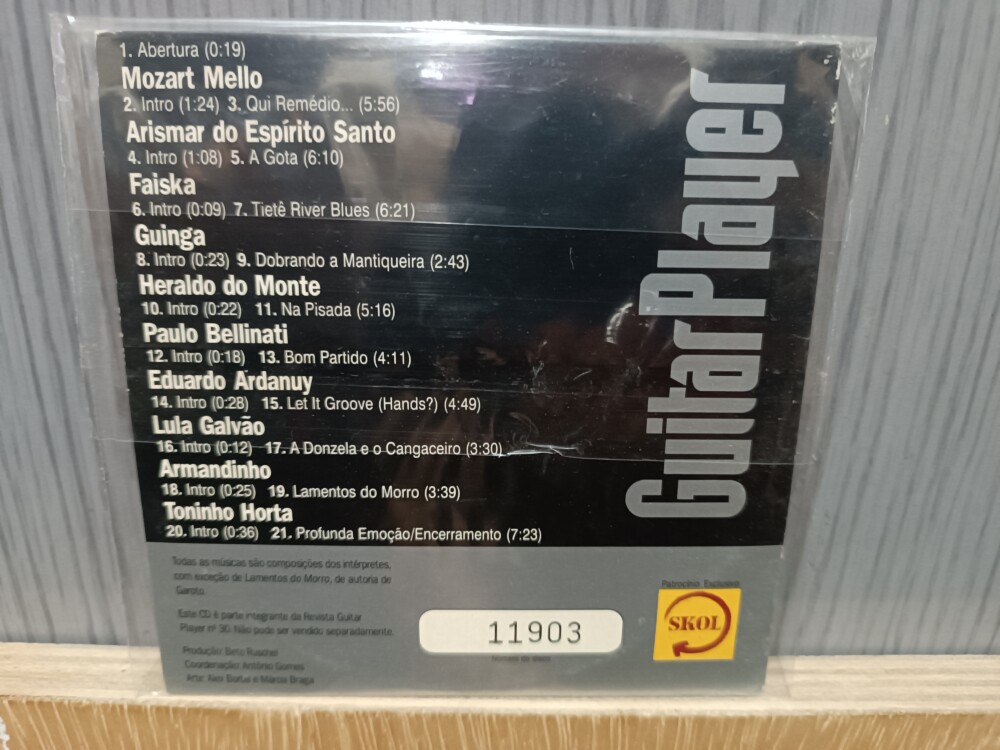 1. Abertura (0:19)
Mozart Mello
2. Intro (1:24) 3. Qui Remédio... (5:56)
Arismar do Espírito Santo
4. Intro (1:08) 5. A Gota (6:10)
Faiska
6. Intro (0:09) 7. Tietê River Blues (6:21)
Guinga
8. Intro (0:23) 9. Dobrando a Mantiqueira (2:43)
Heraldo do Monte
10. Intro (0:22) 11. Na Pisada (5:16)
Paulo Bellinati
12. Intro (0:18) 13. Bom Partido (4:11)
Eduardo Ardanuy
14. Intro (0:28) 15. Let It Groove (Hands?) (4:49)
Lula Galvão
16. Intro (0:12) 17. A Donzela e o Cangaceiro (3:30)
Armandinho
18. Intro (0:25) 19. Lamentos do Morro (3:39)
Toninho Horta
20. Intro (0:36) 21. Profunda Emoção/Encerramento (7:23)
Guitar Player
Todas as músicas são composições dos intérpretes,
com exceção de Lamentos do Morro, de autoria de
Garoto.
Este CD é parte integrante da Revista Guitar
Player nº 30. Não pode ser vendido separadamente.
Produção: Beto Ruschel
Coordenação: Antônio Gomes
Arte: e Márcia Braga
11903
Patrocínio Exclusivo
SKOL